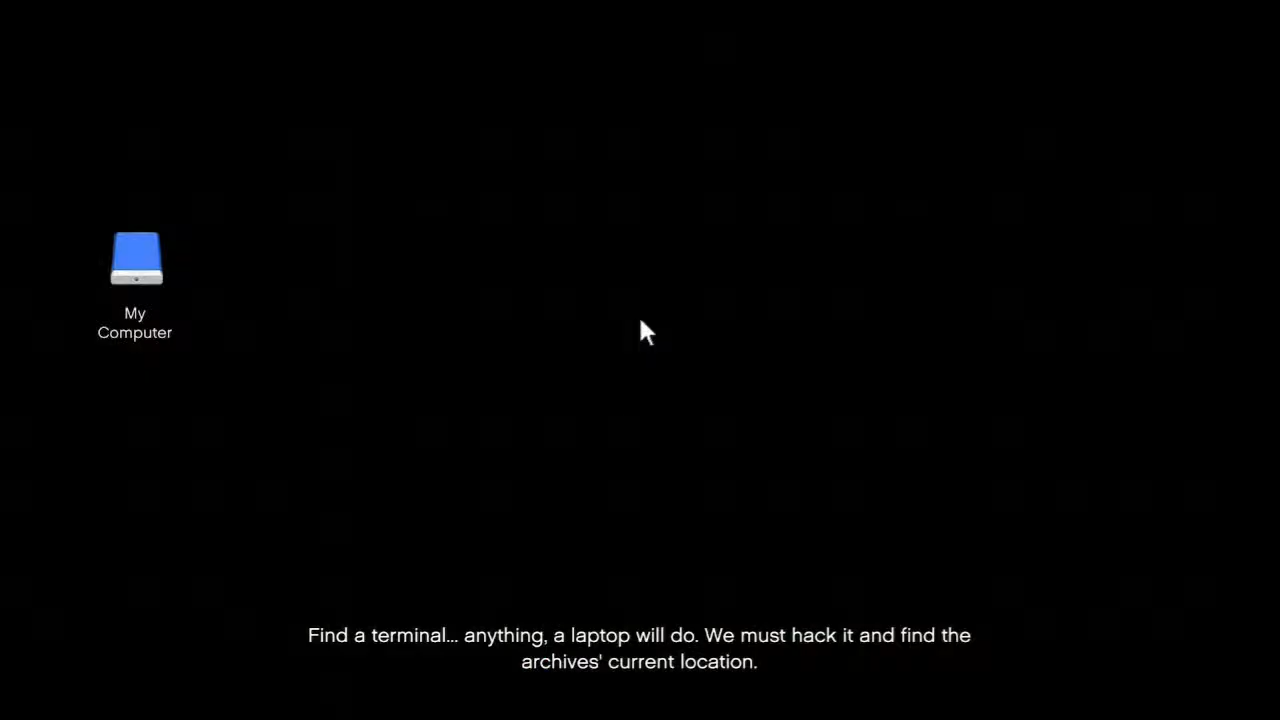 My
Computer
Find a terminal... anything, a laptop will do. We must hack it and find the
archives' current location.